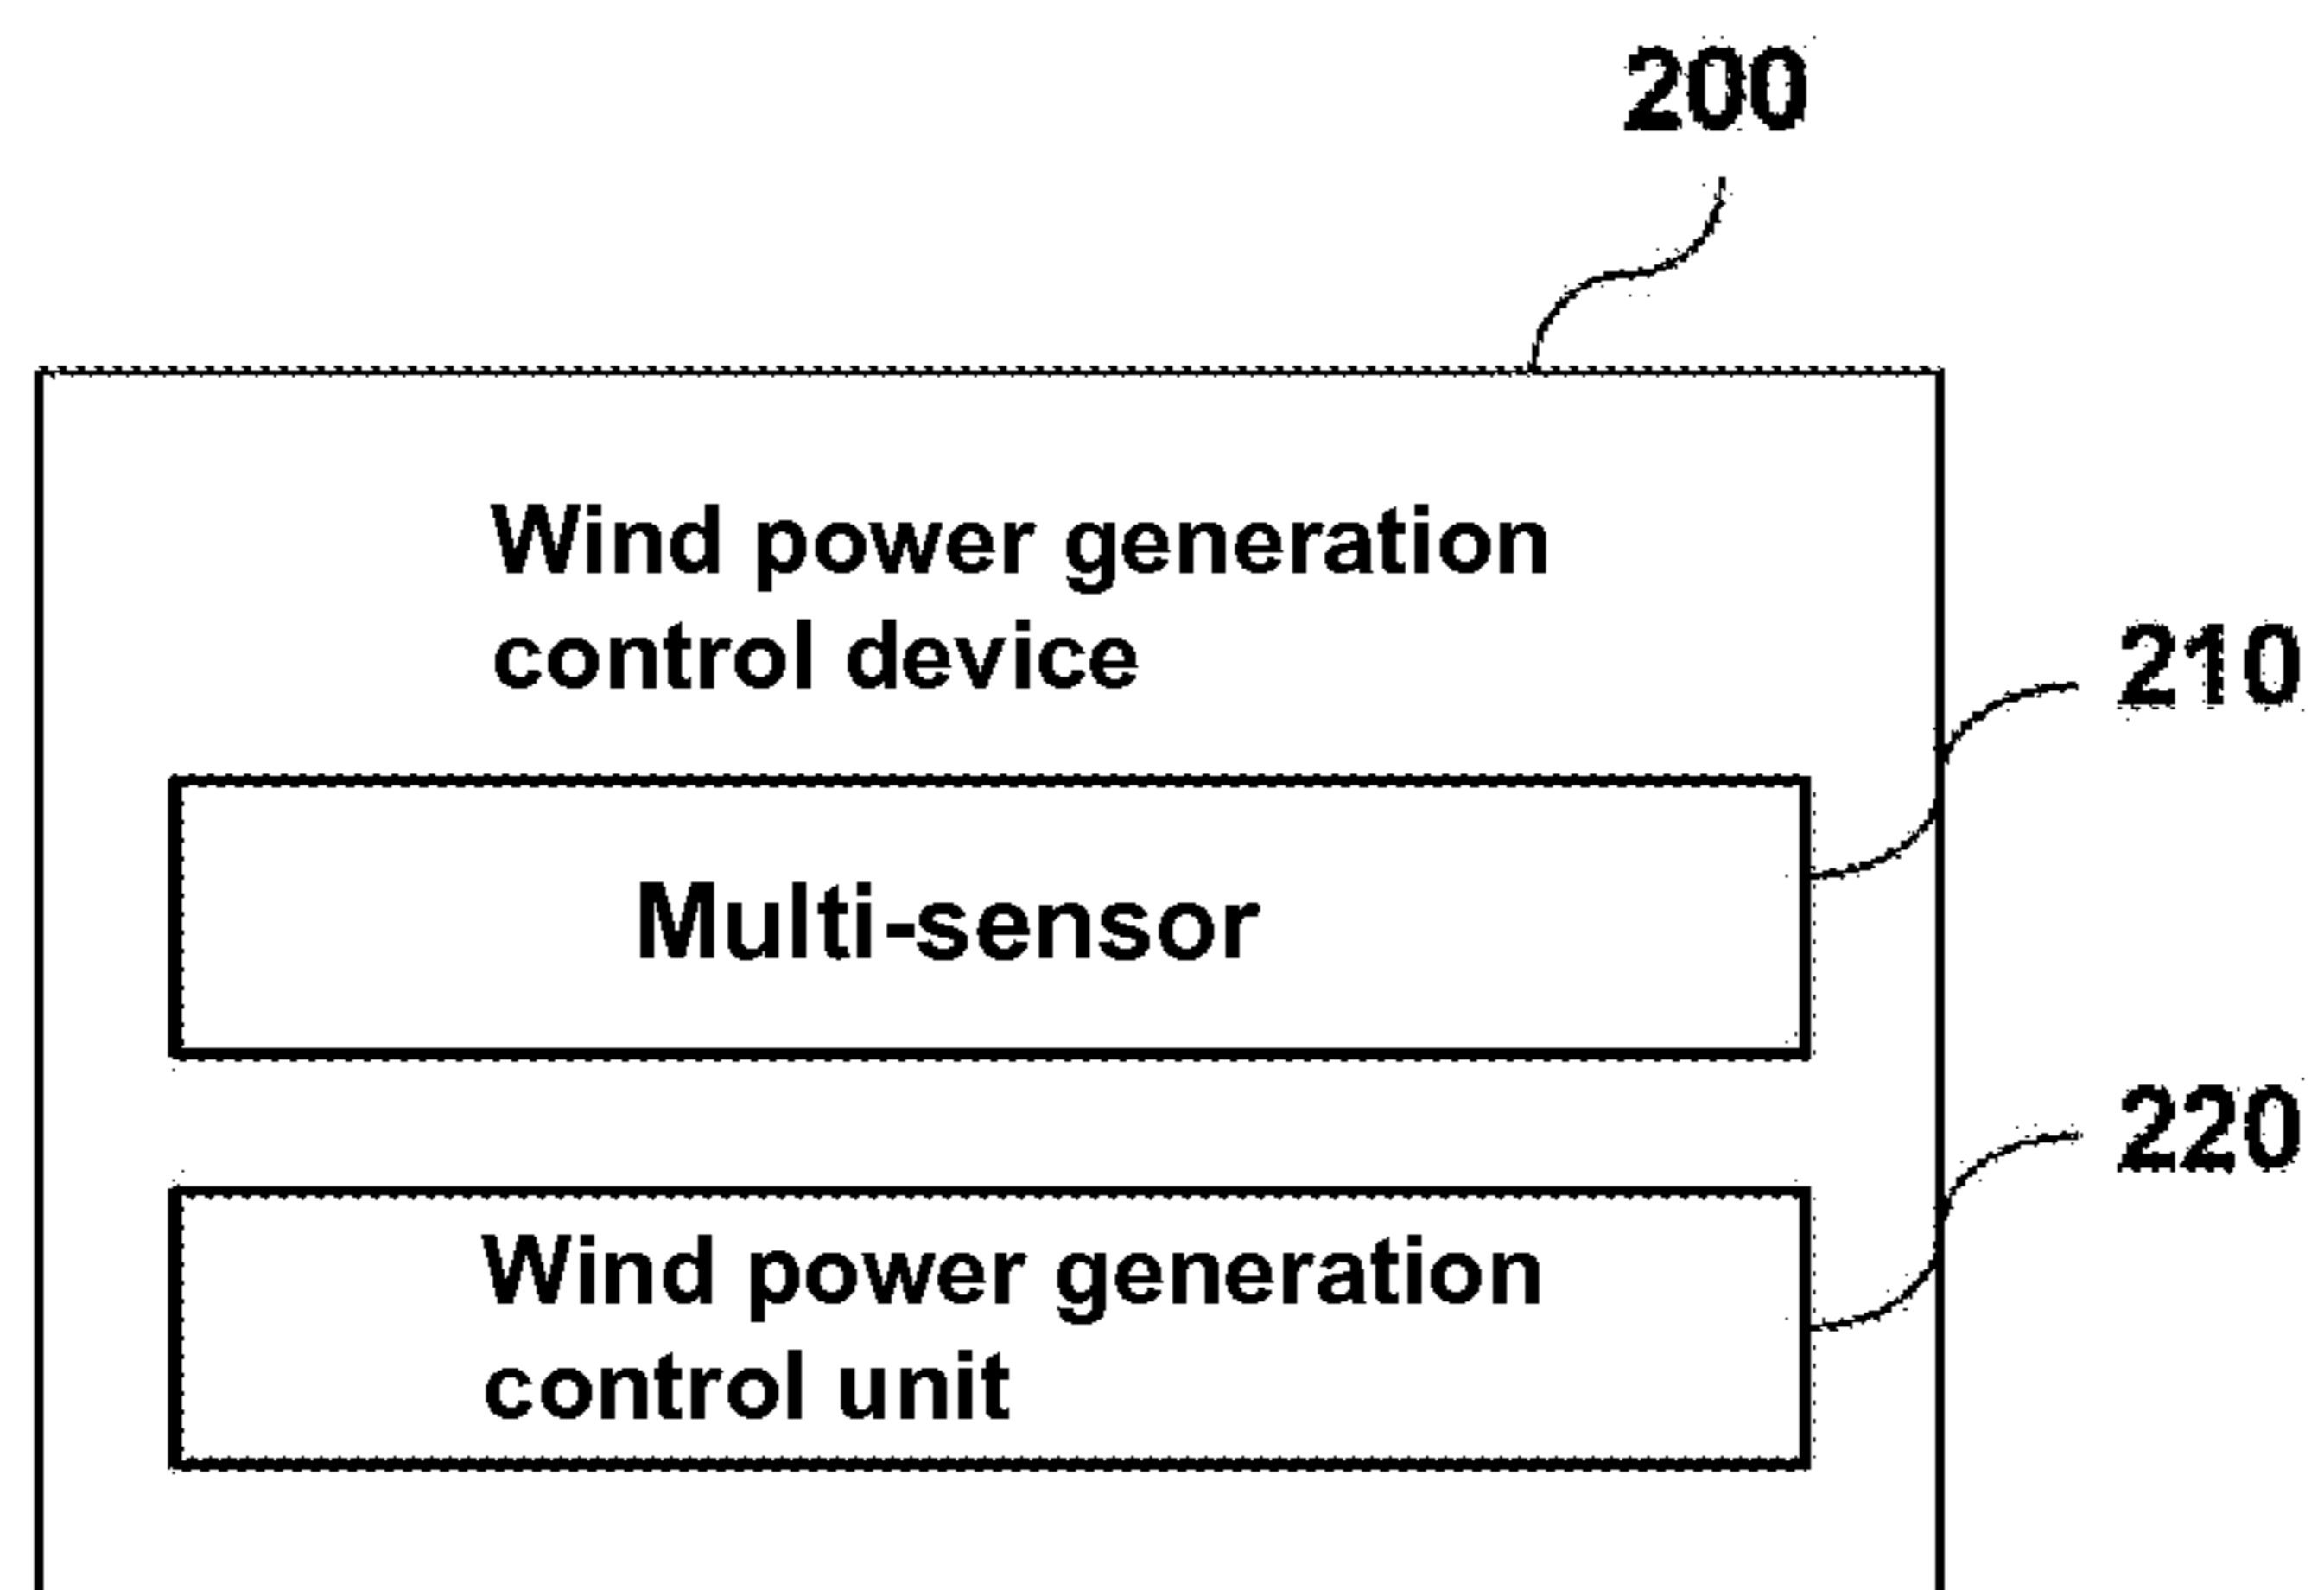 200
Wind power generation
control device
210
Multi-sensor
220
Wind power generation
control unit